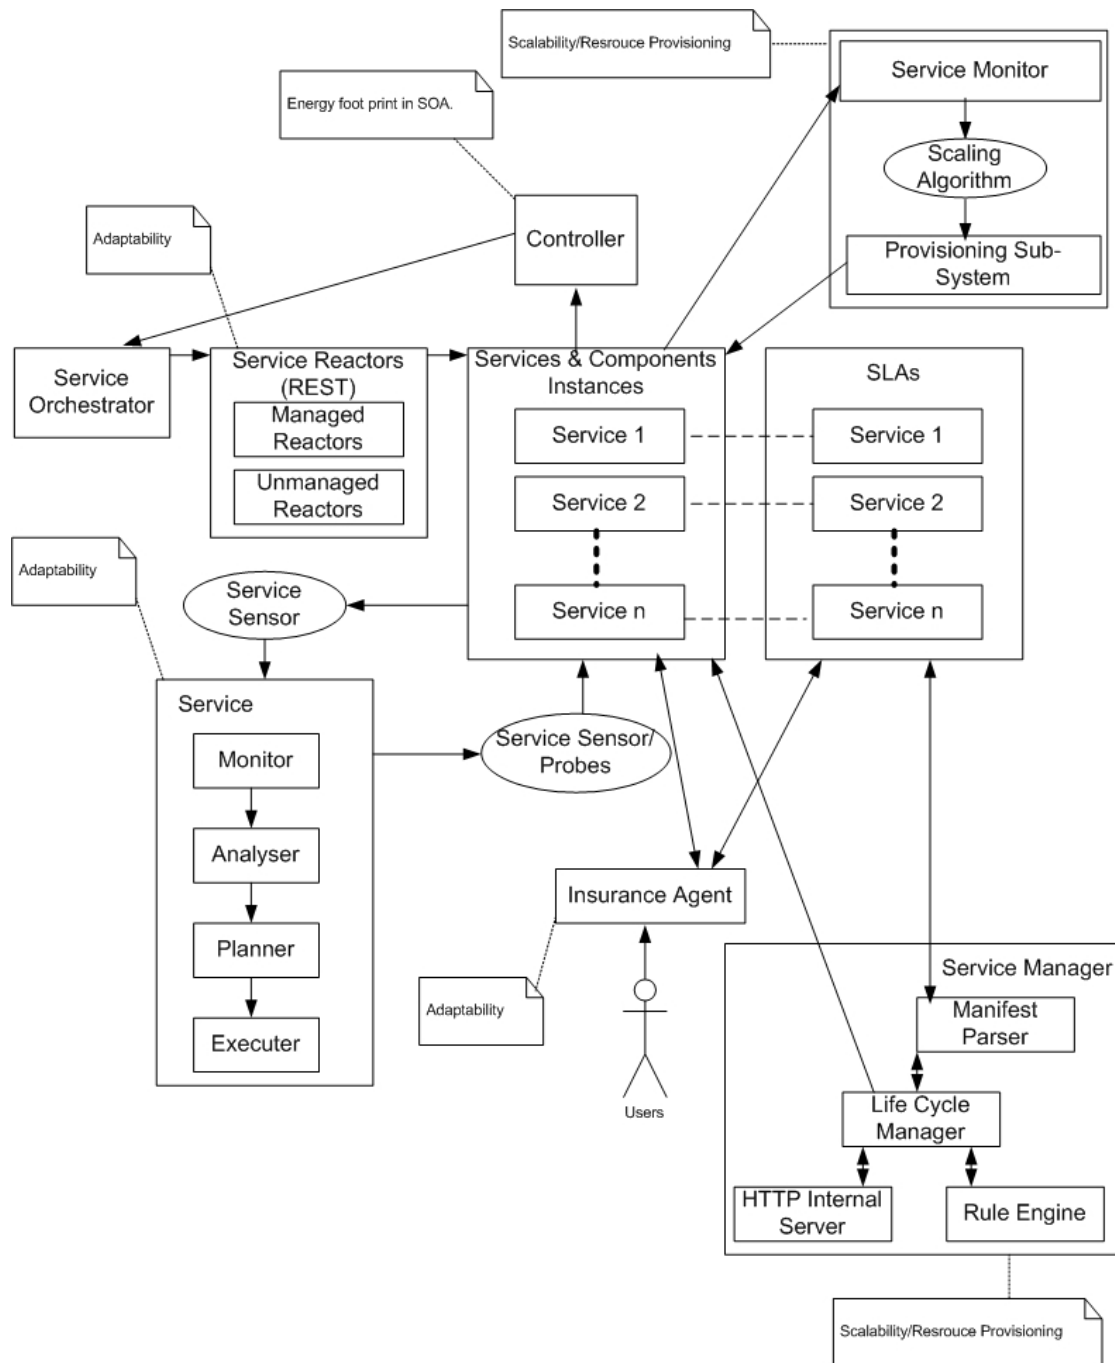 Scalability/Resrouce Provisioning
Service Monitor
Scaling
Algorithm
Provisioning Sub-
System
Energy foot print in SOA.
Controller
Adaptability
Service
Orchestrator
Service Reactors
(REST)
Managed
Reactors
Unmanaged
Reactors
Services & Components
Instances
Service 1
Service 2
Service n
SLAs
Service 1
Service 2
Service n
Adaptability
Service
Sensor
Service
Monitor
Analyser
Planner
Executer
Service Sensor/
Probes
Insurance Agent
Adaptability
Users
Service Manager
Manifest
Parser
Life Cycle
Manager
HTTP Internal
Server
Rule Engine
Scalability/Resrouce Provisioning